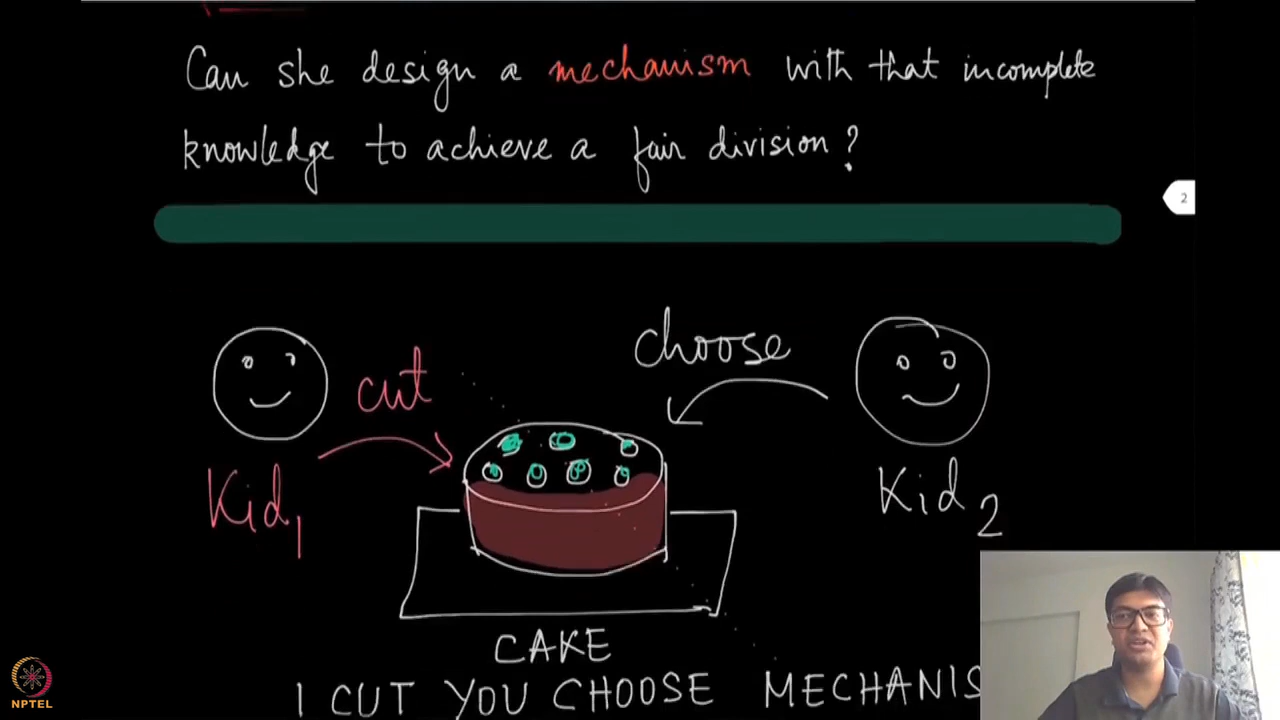 Can she design a mechanism with that incomplete
knowledge to achieve a fair division?
2
cut
choose
Kid1
Kid2
CAKE
I CUT YOU CHOOSE MECHANIS
NPTEL